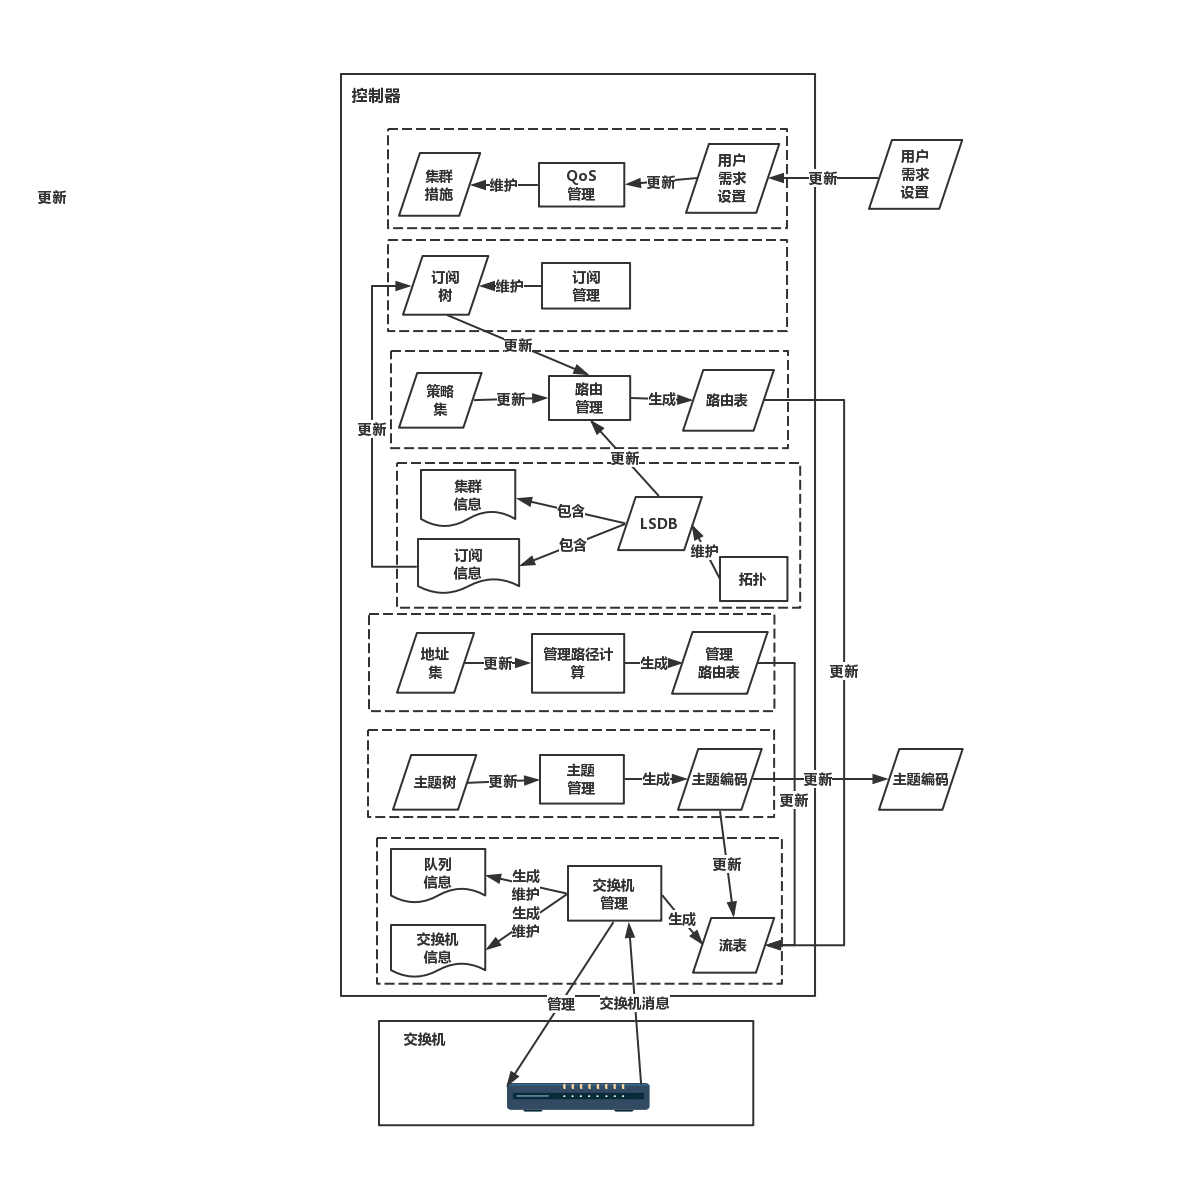 控制器
集群
措施
维护
QoS
管理
更新
用户
需求
设置
更新
用户
需求
设置
更新
订阅
树
维护
订阅
管理
更新
策略
集
更新
路由
管理
生成
路由表
更新
更新
集群
信息
包含
LSDB
订阅
信息
包含
维护
拓扑
地址
集
更新
管理路径计
算
生成
管理
路由表
更新
主题树
更新
主题
管理
生成
主题编码
更新
主题编码
更新
更新
队列
信息
生成
维护
生成
维护
交换机
管理
生成
交换机
信息
流表
管理
交换机消息
交换机